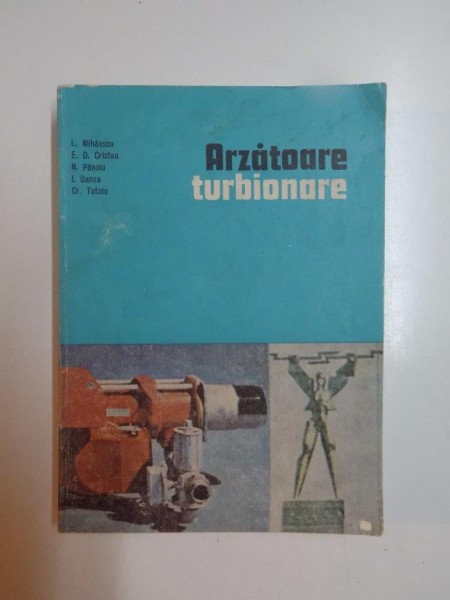 L. Mihăescu
E. D. Cristea
N. Pănoiu
I. Ganea
Cr. Totolo
Arzătoare
turbionare